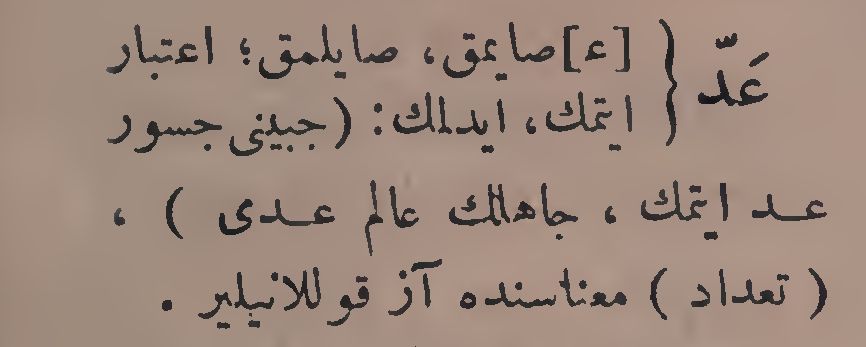 عَدّ { [ء] صایمق، صایلمق؛ اعتبار
ایتمك، ایدلمك: (جبینی جسور
عد ایتمك ، جاهلك عالم عدی ) ،
( تعداد ) معناسنده آز قوللانیلیر .